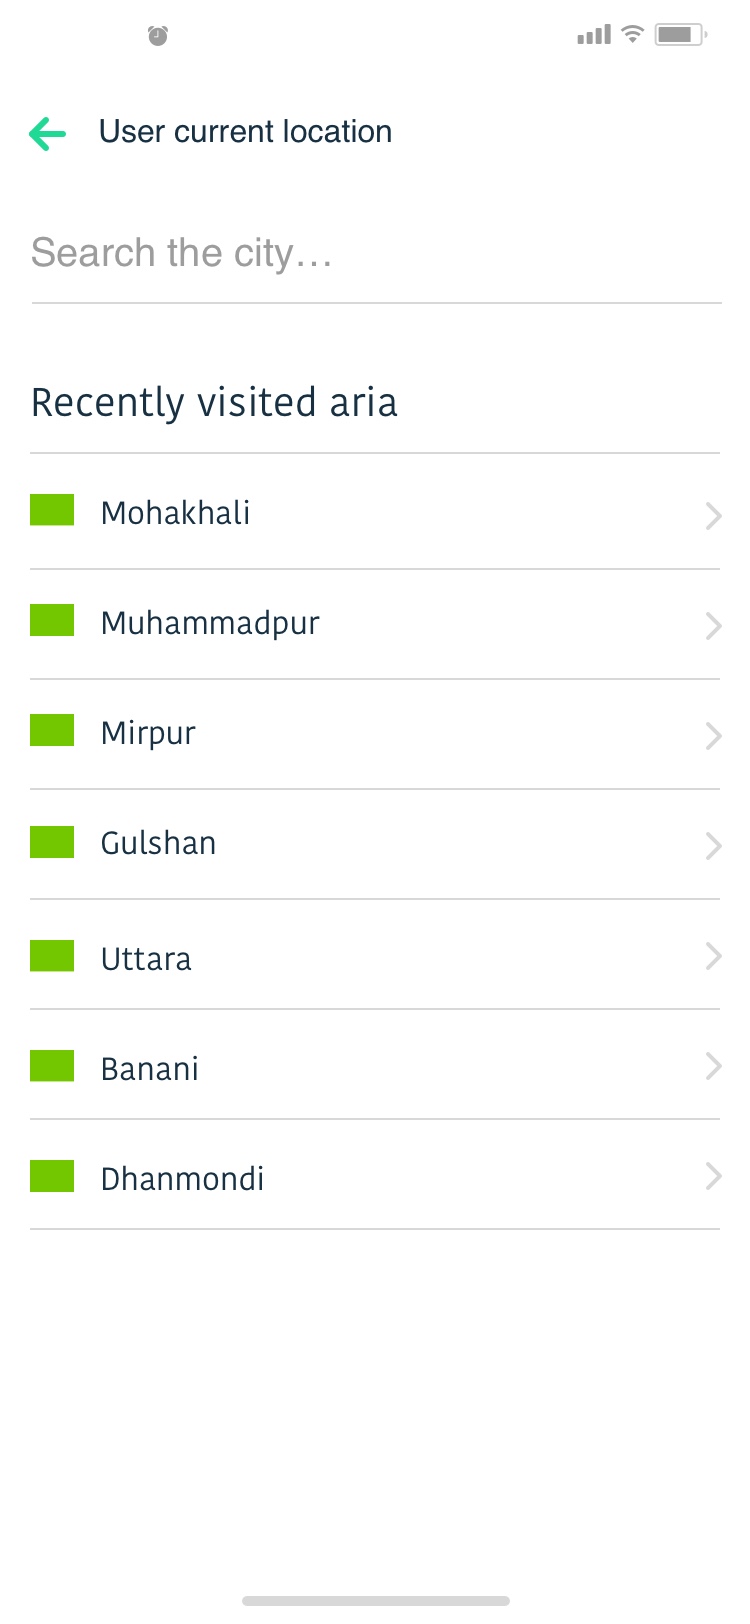 User current location
Search the city...
Recently visited aria
Mohakhali
Muhammadpur
Mirpur
Gulshan
Uttara
Banani
Dhanmondi